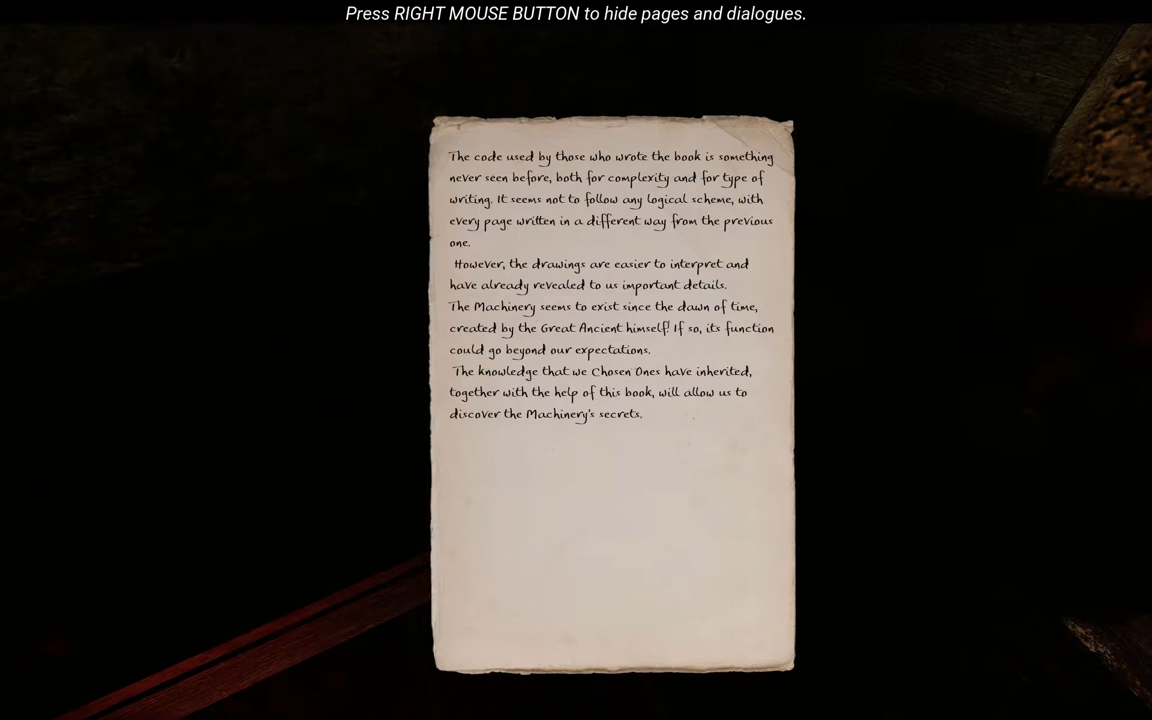 Press RIGHT MOUSE BUTTON to hide pages and dialogues.
The code used by those who wrote the book is something
never seen before, both for complexity and for type of
writing. It seems not to follow any logical scheme, with
every page written in a different way from the previous
one.
However, the drawings are easier to interpret and
have already revealed to us important details.
The Machinery seems to exist since the dawn of time,
created by the Great Ancient himself! If so, its function
could go beyond our expectations.
The knowledge that we Chosen Ones have inherited,
together with the help of this book, will allow us to
discover the Machinery's secrets.